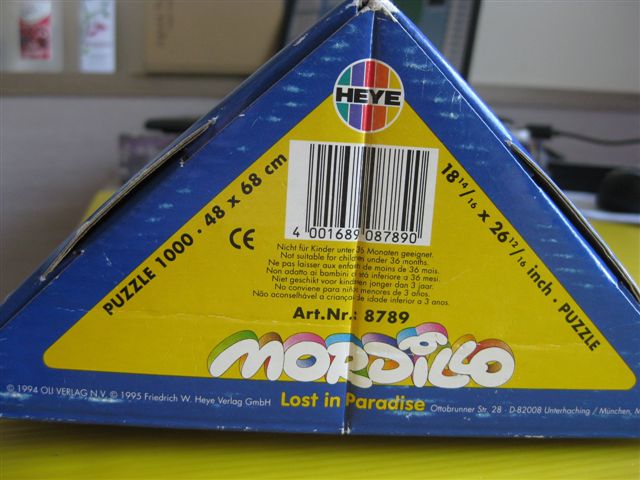 HEYE
PUZZLE 1000 · 48 x 68 cm
18 14/16 x 26 12/16 inch · PUZZLE
4 001689 087890
CE
Nicht für Kinder unter 36 Monaten geeignet.
Not suitable for children under 36 months.
Ne pas laisser aux enfants de moins de 36 mois.
Non adatto ai bambini di età inferiore a 36 mesi.
Niet geschikt voor kinderen jonger dan 3 jaar.
No conviene para niños menores de 3 anos.
Não aconselhável a crianças de idade inferior a 3 anos.
Art.Nr.: 8789
MORDILLO
© 1994 OLI VERLAG N.V. © 1995 Friedrich W. Heye Verlag GmbH Lost in Paradise Ottobrunner Str. 28 · D-82008 Unterhaching / München,